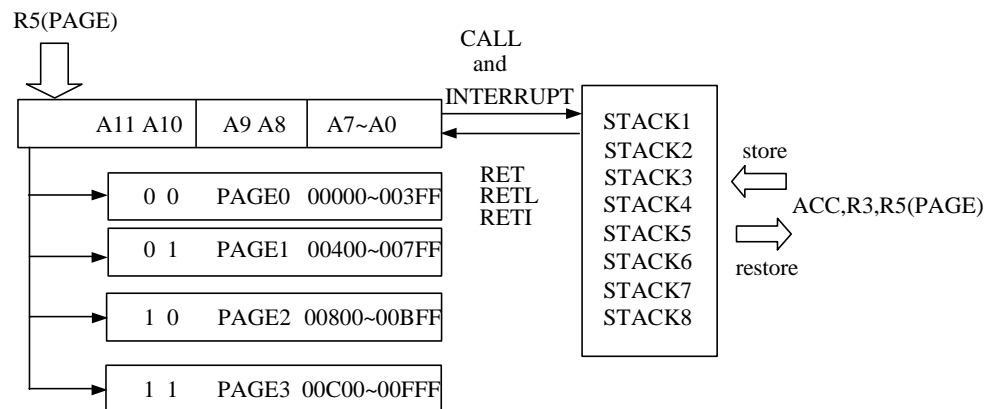 R5(PAGE)
CALL
and
INTERRUPT
A11 A10 A9 A8 A7~A0
RET
RETL
RETI
0 0 PAGE0 00000~003FF
0 1 PAGE1 00400~007FF
1 0 PAGE2 00800~00BFF
1 1 PAGE3 00C00~00FFF
STACK1
STACK2
STACK3
STACK4
STACK5
STACK6
STACK7
STACK8
store
ACC,R3,R5(PAGE)
restore